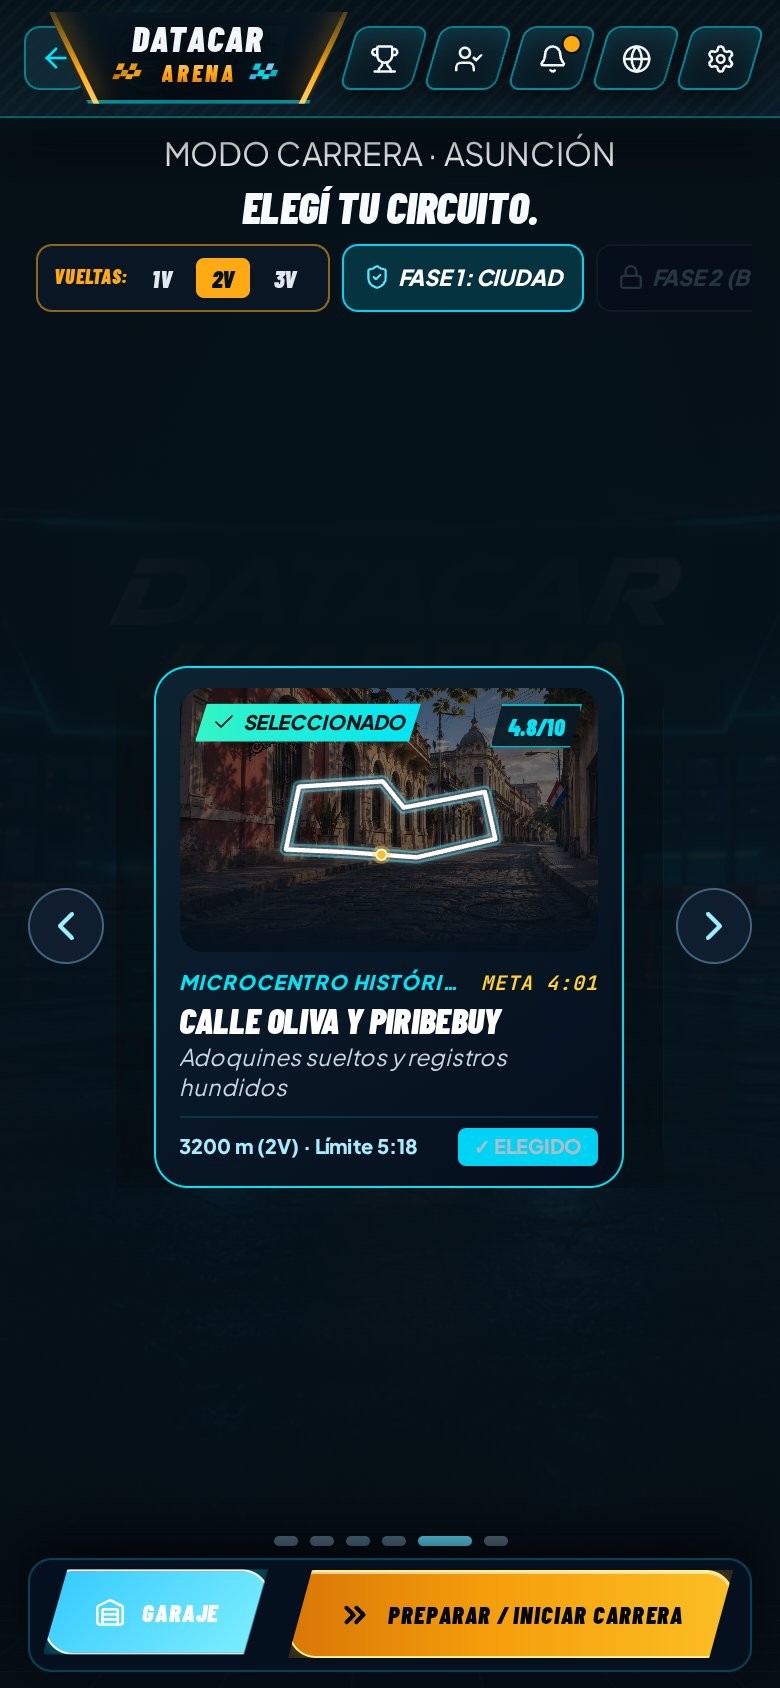 DATACAR
ARENA
MODO CARRERA · ASUNCIÓN
ELEGÍ TU CIRCUITO.
VUELTAS: 1V 2V 3V
FASE 1: CIUDAD
FASE 2 (B
DATACAR
SELECCIONADO
4.8/10
MICROCENTRO HISTÓRI...
META 4:01
CALLE OLIVA Y PIRIBEBUY
Adoquines sueltos y registros
hundidos
3200 m (2V) · Límite 5:18
✓ ELEGIDO
GARAJE
PREPARAR / INICIAR CARRERA